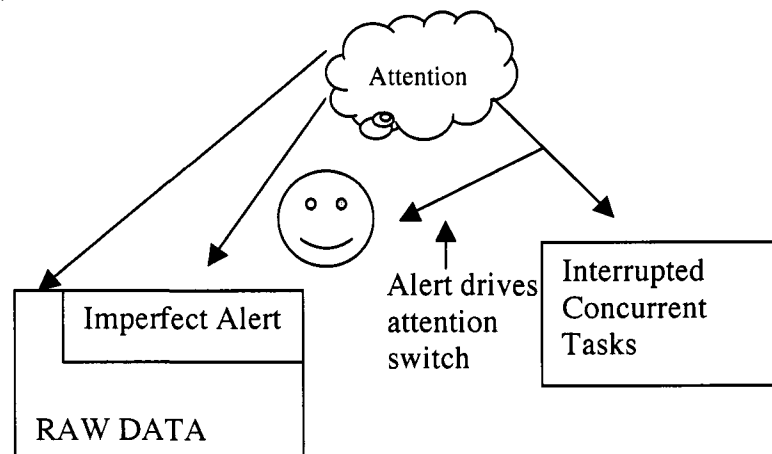 Attention
Imperfect Alert
RAW DATA
Alert drives
attention
switch
Interrupted
Concurrent
Tasks